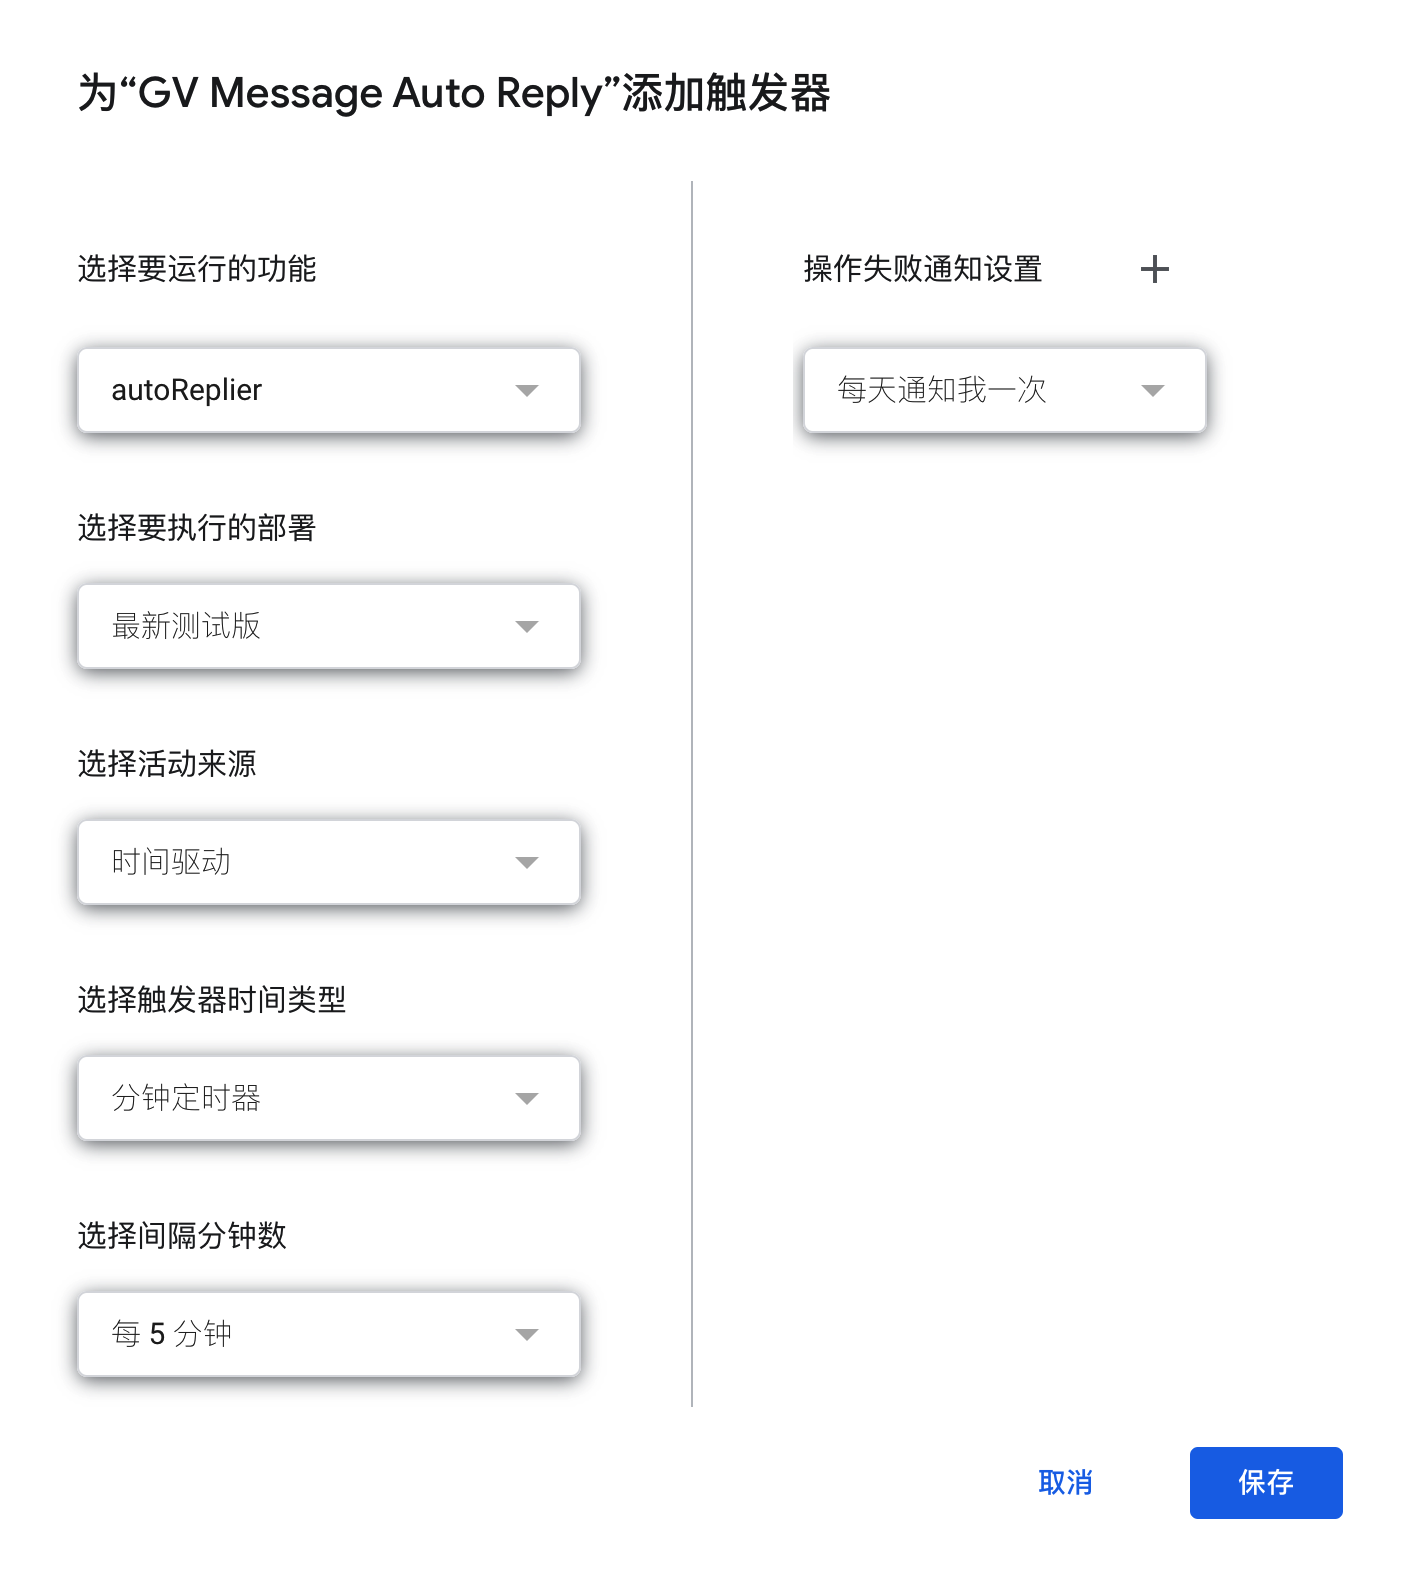 为“GV Message Auto Reply”添加触发器
选择要运行的功能
autoReplier
选择要执行的部署
最新测试版
选择活动来源
时间驱动
选择触发器时间类型
分钟定时器
选择间隔分钟数
每 5 分钟
操作失败通知设置
每天通知我一次
取消
保存